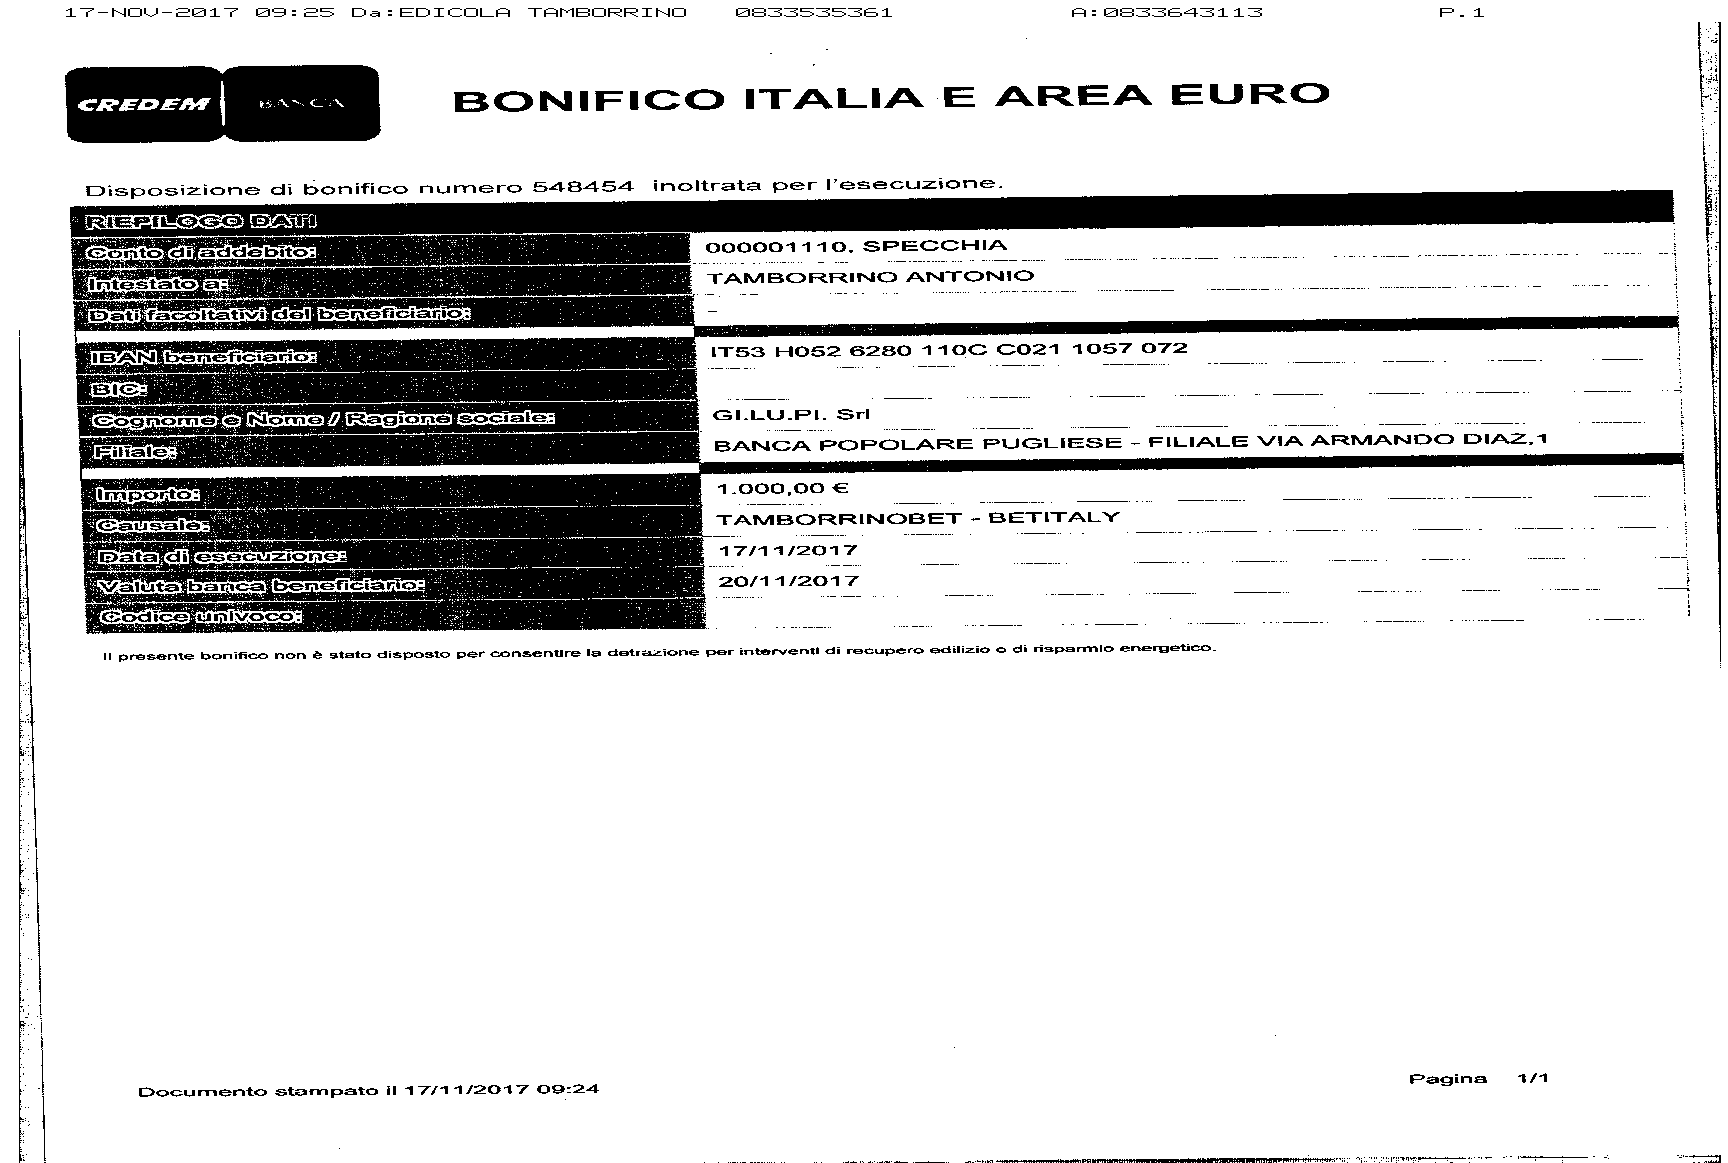 17-NOV-2017 09:25 Da:EDICOLA TAMBORRINO 0833535361 A:0833643113 P.1
CREDEM BANCA
BONIFICO ITALIA E AREA EURO
Disposizione di bonifico numero 548454 inoltrata per l'esecuzione.
RIEPILOGO DATI
Conto di addebito: 000001110, SPECCHIA
Intestato a: TAMBORRINO ANTONIO
Dati facoltativi del beneficiario: –
IBAN beneficiario: IT53 H052 6280 110C C021 1057 072
BIC:
Cognome e Nome / Ragione sociale: GI.LU.PI. Srl
Filiale: BANCA POPOLARE PUGLIESE - FILIALE VIA ARMANDO DIAZ,1
Importo: 1.000,00 €
Causale: TAMBORRINOBET - BETITALY
Data di esecuzione: 17/11/2017
Valuta banca beneficiario: 20/11/2017
Codice univoco:
Il presente bonifico non è stato disposto per consentire la detrazione per interventi di recupero edilizio o di risparmio energetico.
Documento stampato il 17/11/2017 09:24
Pagina 1/1